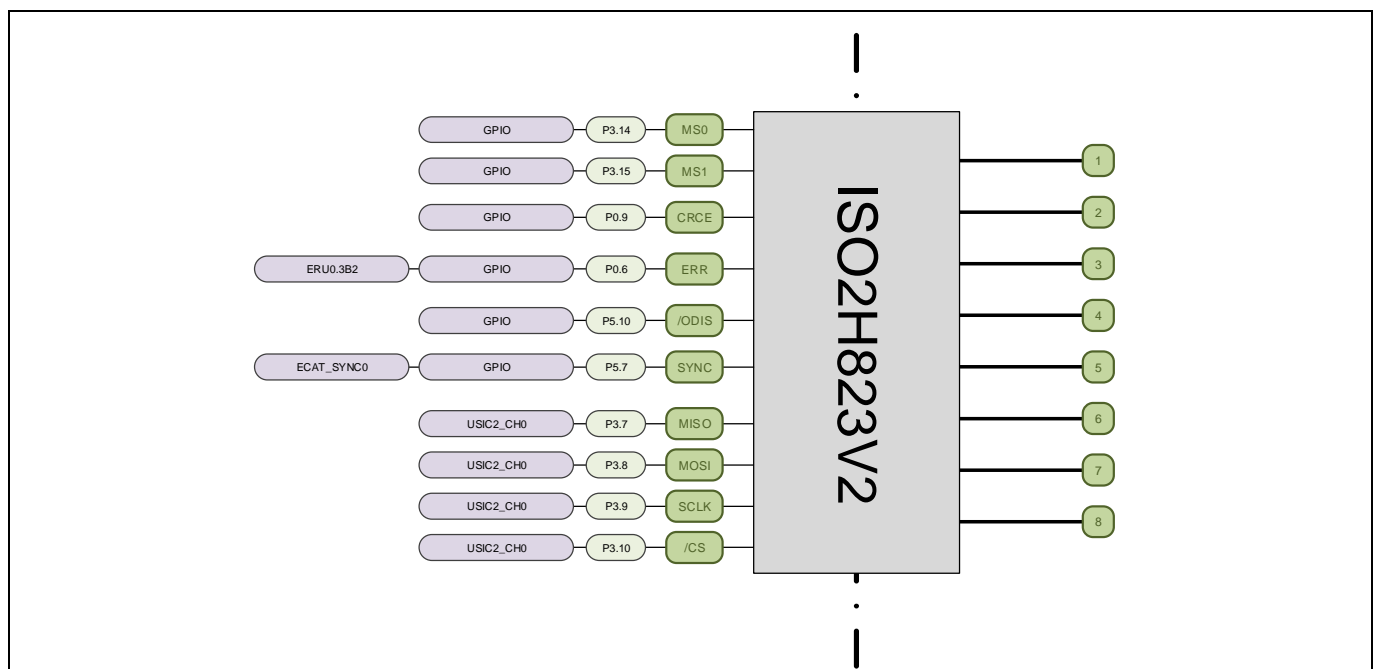 GPIO P3.14 MS0
GPIO P3.15 MS1
GPIO P0.9 CRCE
ERU0.3B2 GPIO P0.6 ERR
GPIO P5.10 /ODIS
ECAT_SYNC0 GPIO P5.7 SYNC
USIC2_CH0 P3.7 MISO
USIC2_CH0 P3.8 MOSI
USIC2_CH0 P3.9 SCLK
USIC2_CH0 P3.10 /CS
ISO2H823V2
1
2
3
4
5
6
7
8